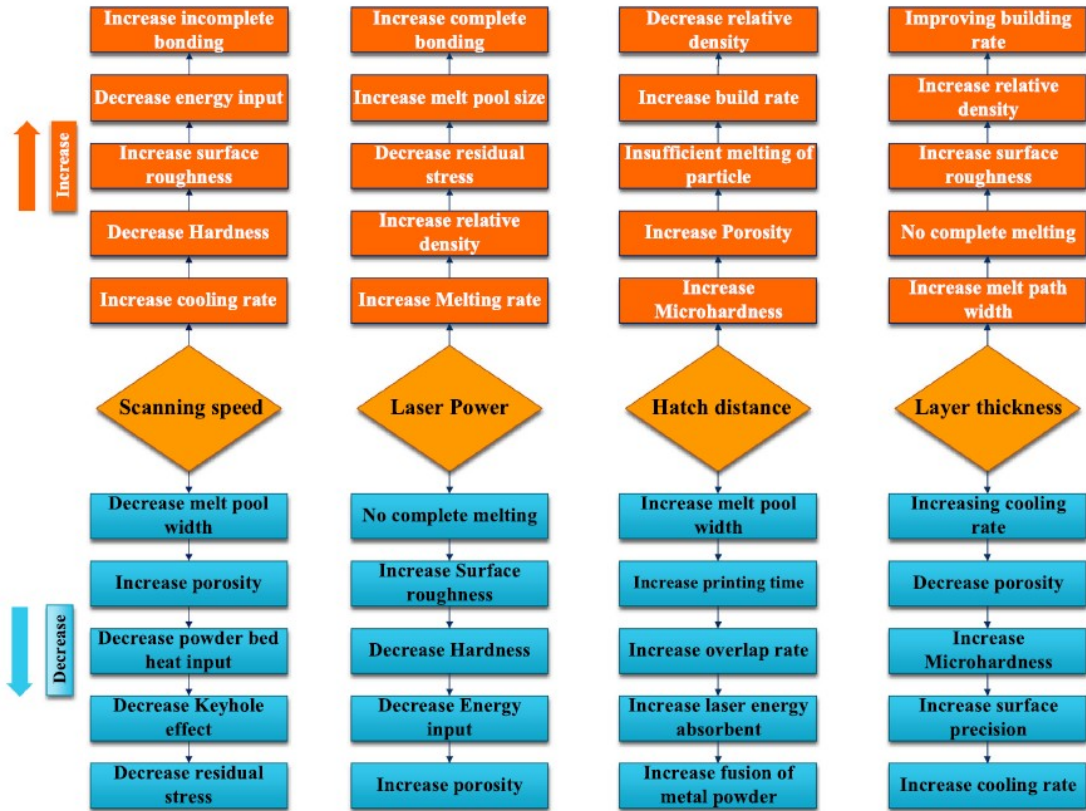 Increase incomplete
bonding
Increase complete
bonding
Decrease relative
density
Improving building
rate
Decrease energy input
Increase melt pool size
Increase build rate
Increase relative
density
Increase
Increase surface
roughness
Decrease residual
stress
Insufficient melting of
particle
Increase surface
roughness
Decrease Hardness
Increase relative
density
Increase Porosity
No complete melting
Increase cooling rate
Increase Melting rate
Increase
Microhardness
Increase melt path
width
Scanning speed
Laser Power
Hatch distance
Layer thickness
Decrease melt pool
width
No complete melting
Increase melt pool
width
Increasing cooling
rate
Increase porosity
Increase Surface
roughness
Increase printing time
Decrease porosity
Decrease
Decrease powder bed
heat input
Decrease Hardness
Increase overlap rate
Increase
Microhardness
Decrease Keyhole
effect
Decrease Energy
input
Increase laser energy
absorbent
Increase surface
precision
Decrease residual
stress
Increase porosity
Increase fusion of
metal powder
Increase cooling rate